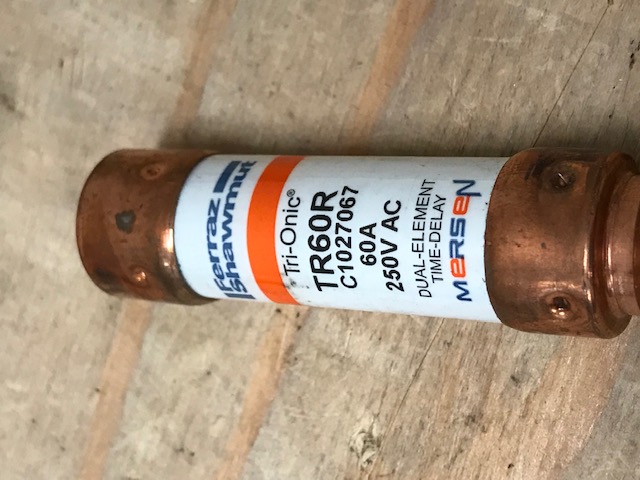 Ferraz
Shawmut
Tri-Onic®
TR60R
C1027067
60A
250V AC
DUAL-ELEMENT
TIME-DELAY
MERSEN